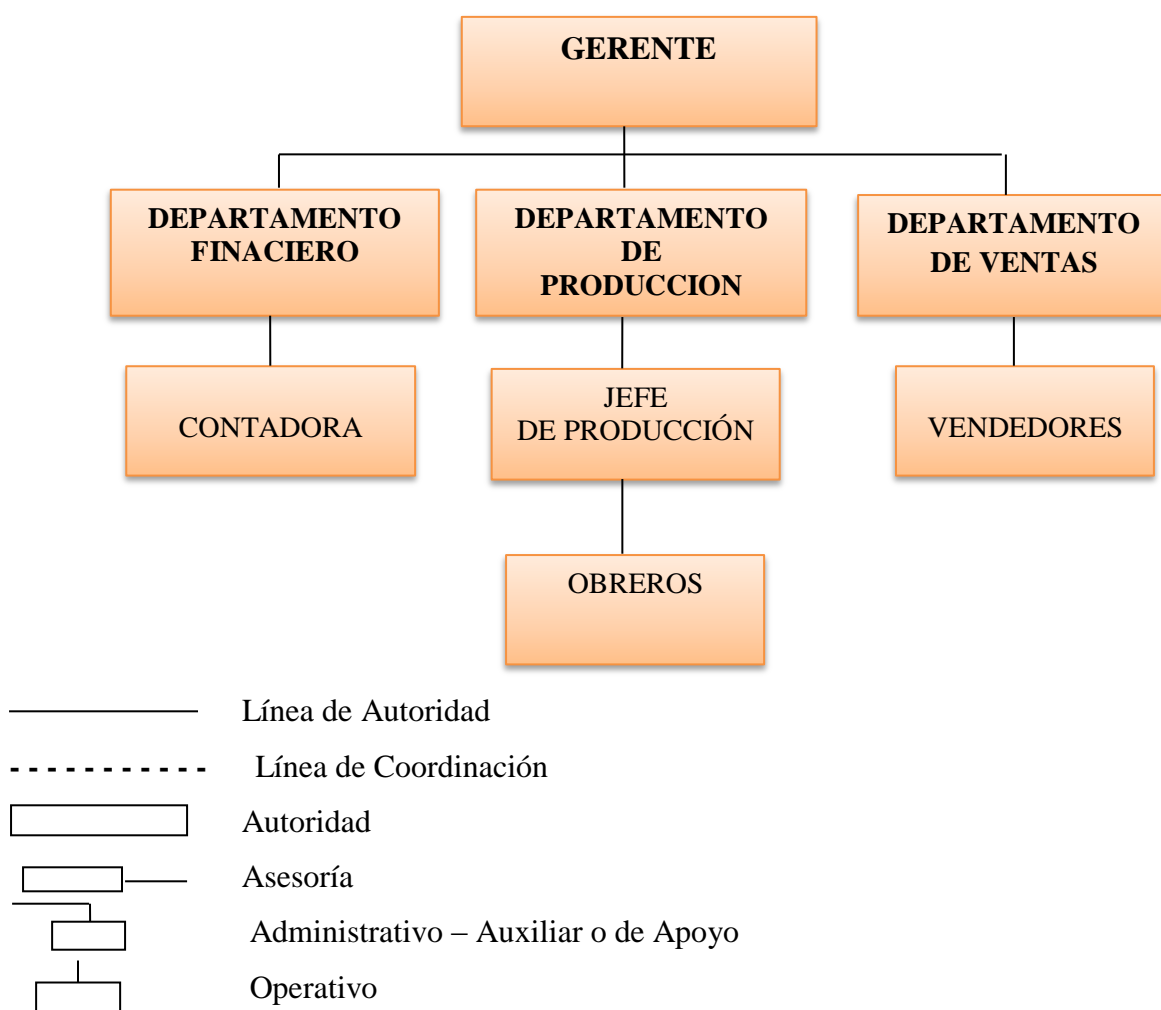 GERENTE
DEPARTAMENTO
FINACIERO
DEPARTAMENTO
DE
PRODUCCION
DEPARTAMENTO
DE VENTAS
CONTADORA
JEFE
DE PRODUCCIÓN
VENDEDORES
OBREROS
Línea de Autoridad
Línea de Coordinación
Autoridad
Asesoría
Administrativo – Auxiliar o de Apoyo
Operativo